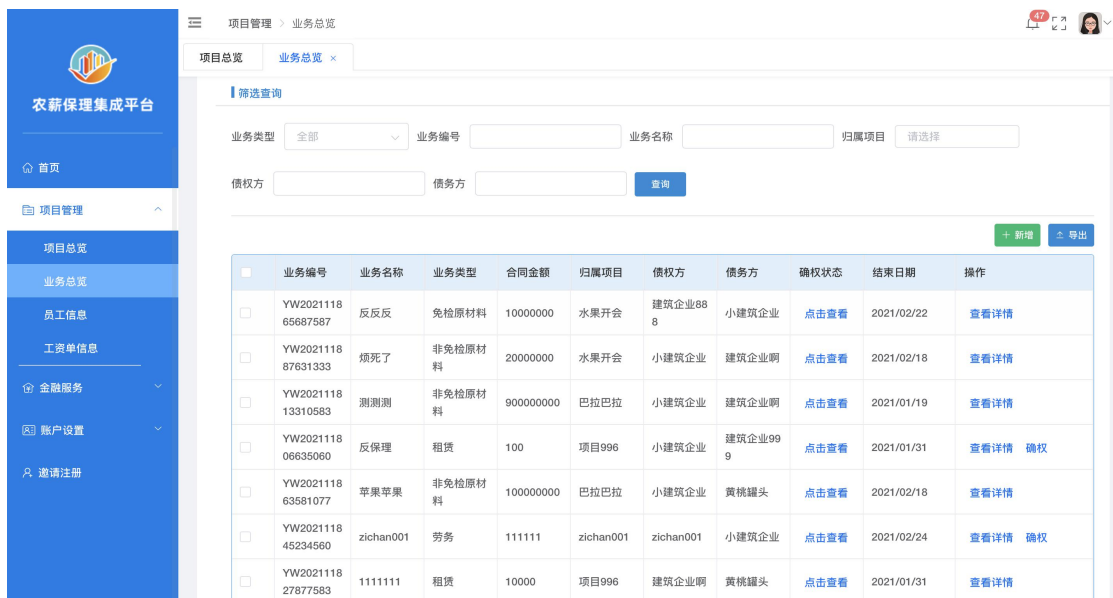 项目管理 > 业务总览
47
农薪保理集成平台
首页
项目管理
项目总览
业务总览
员工信息
工资单信息
金融服务
账户设置
邀请注册
项目总览 业务总览 ×
筛选查询
业务类型 全部 业务编号 业务名称 归属项目 请选择
债权方 债务方 查询
+ 新增 导出
业务编号 业务名称 业务类型 合同金额 归属项目 债权方 债务方 确权状态 结束日期 操作
YW2021118
65687587 反反反 免检原材料 10000000 水果开会 建筑企业88
8 小建筑企业 点击查看 2021/02/22 查看详情
YW2021118
87631333 烦死了 非免检原材
料 20000000 水果开会 小建筑企业 建筑企业啊 点击查看 2021/02/18 查看详情
YW2021118
13310583 测测测 非免检原材
料 900000000 巴拉巴拉 小建筑企业 建筑企业啊 点击查看 2021/01/19 查看详情
YW2021118
06635060 反保理 租赁 100 项目996 小建筑企业 建筑企业99
9 点击查看 2021/01/31 查看详情 确权
YW2021118
63581077 苹果苹果 非免检原材
料 100000000 巴拉巴拉 小建筑企业 黄桃罐头 点击查看 2021/02/18 查看详情
YW2021118
45234560 zichan001 劳务 111111 zichan001 zichan001 小建筑企业 点击查看 2021/02/24 查看详情 确权
YW2021118
27877583 1111111 租赁 10000 项目996 建筑企业啊 黄桃罐头 点击查看 2021/01/31 查看详情